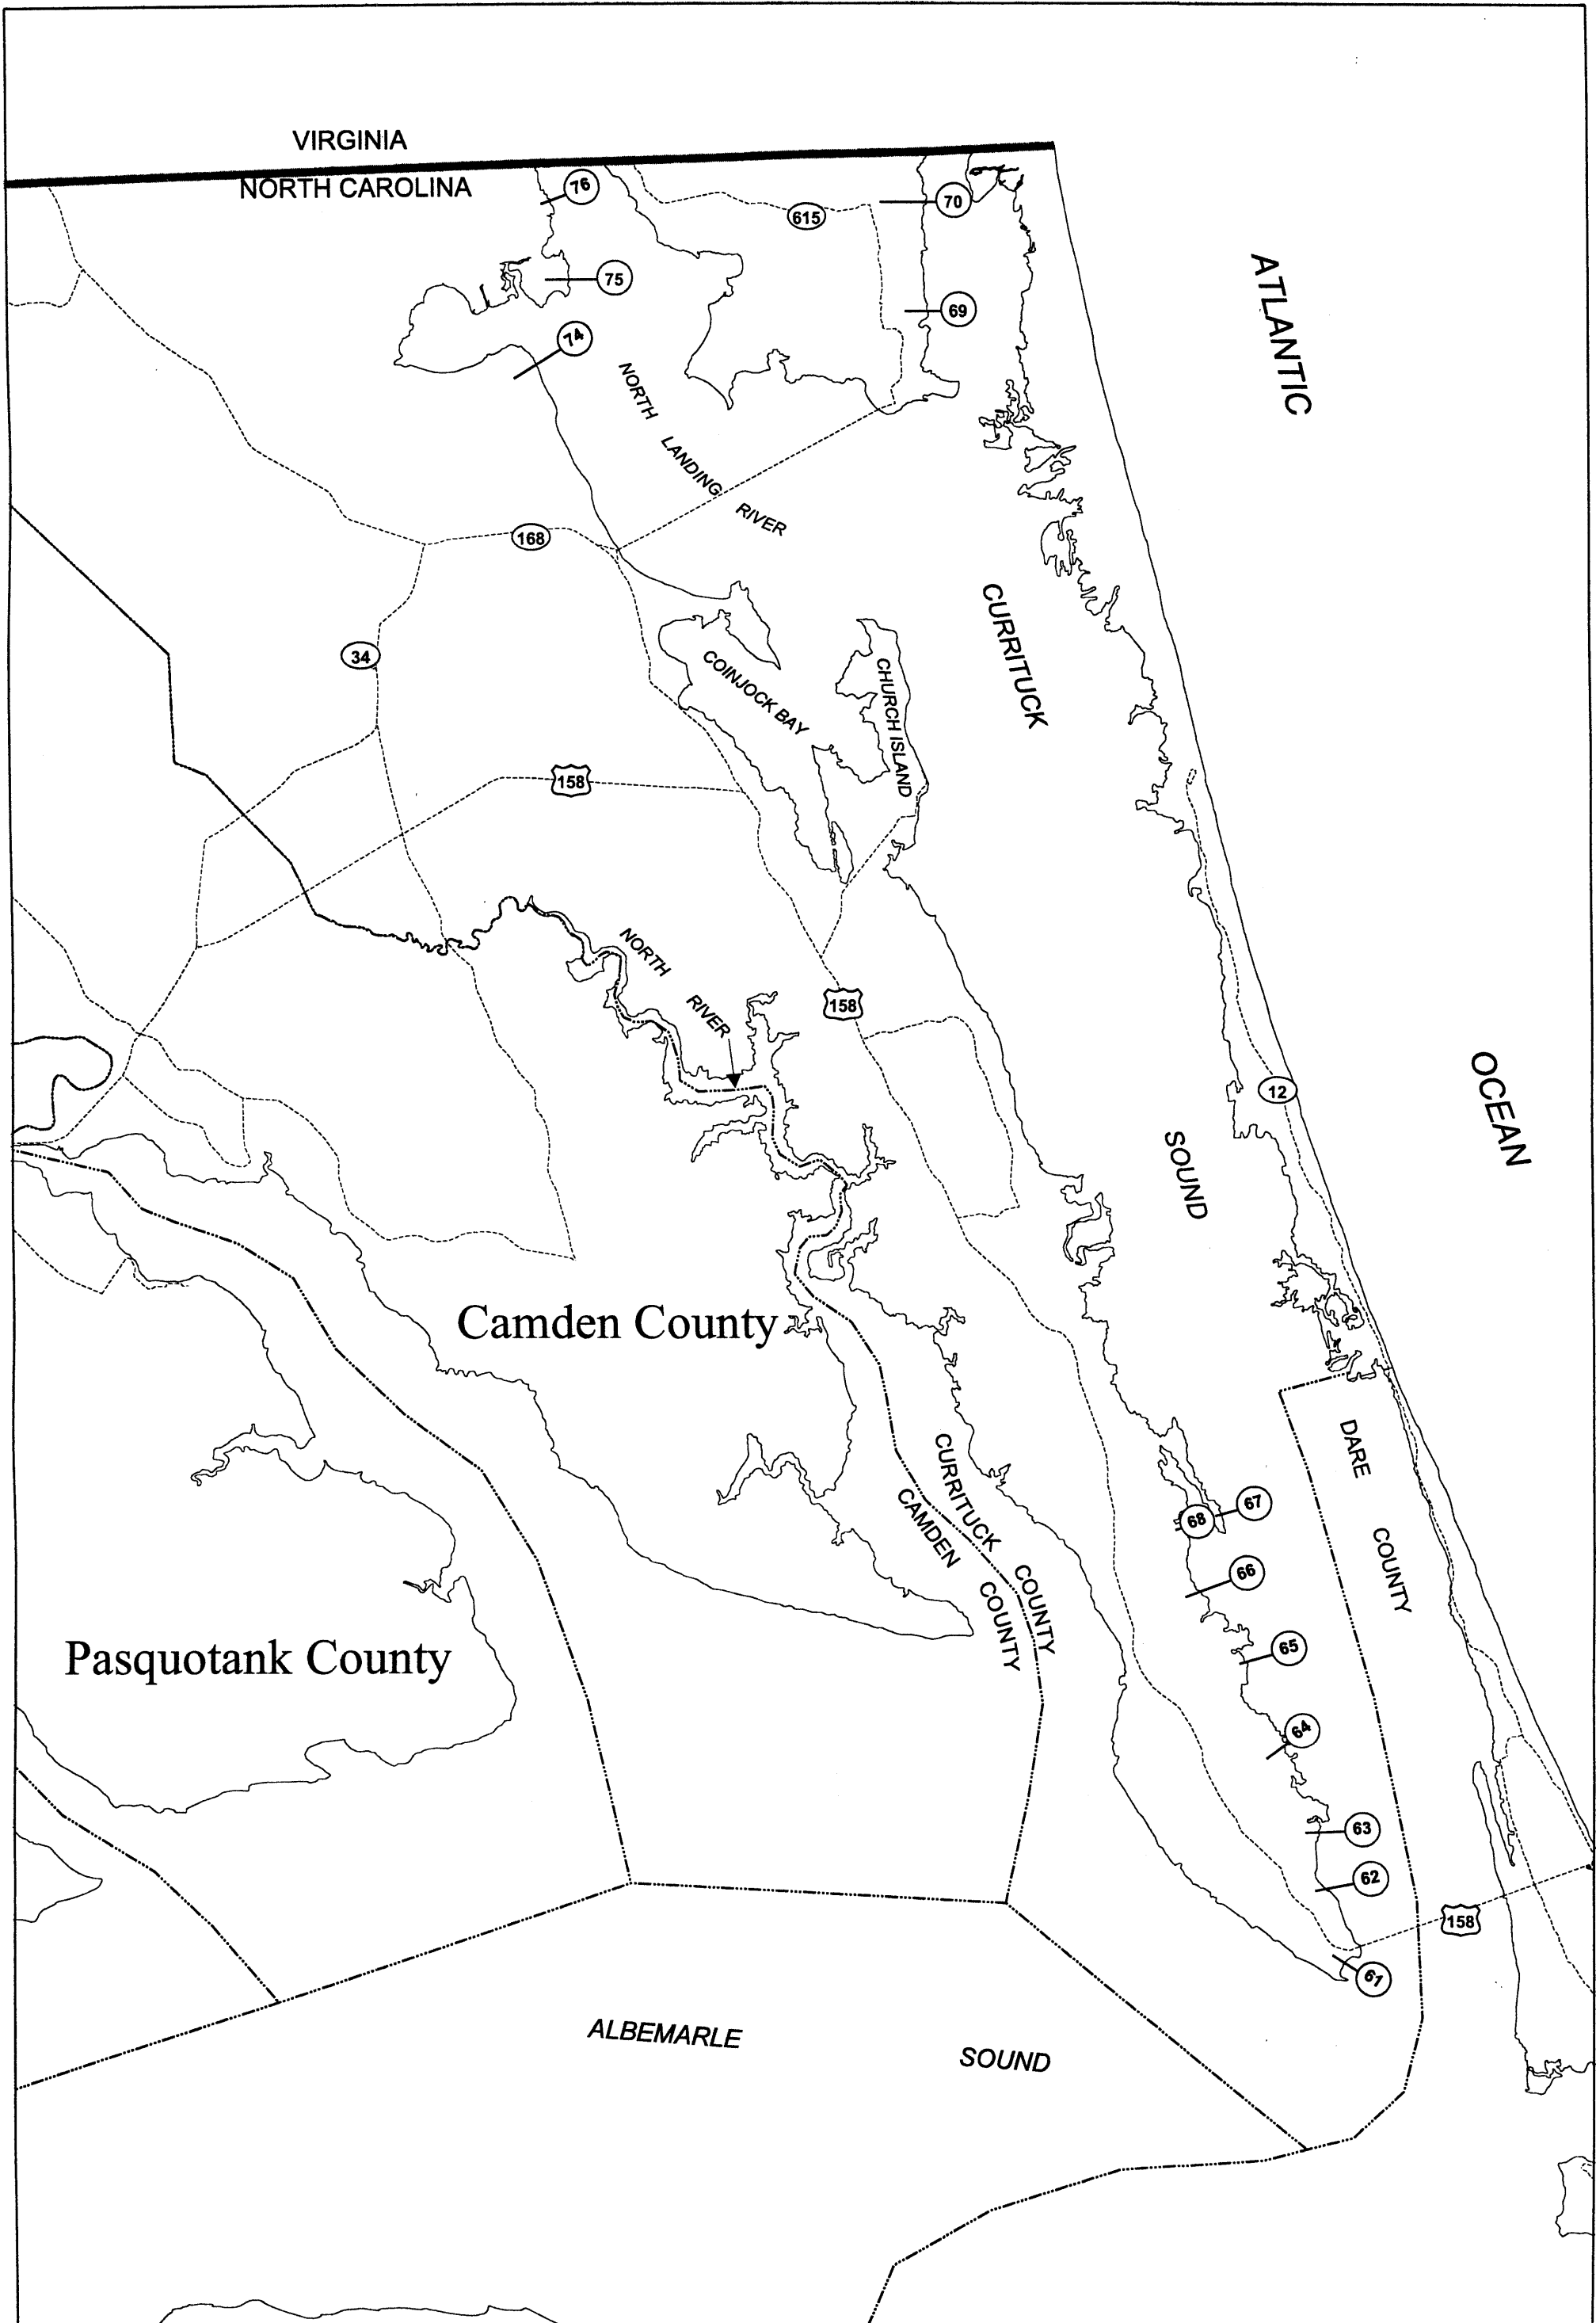 VIRGINIA
NORTH CAROLINA
76
615
70
75
69
74
NORTH
LANDING
RIVER
ATLANTIC
168
CURRITUCK
34
COINJOCK BAY
CHURCH ISLAND
158
NORTH
RIVER
158
12
OCEAN
SOUND
Camden County
DARE
COUNTY
CURRITUCK
COUNTY
CAMDEN
COUNTY
67
68
66
65
Pasquotank County
64
63
62
158
61
ALBEMARLE
SOUND